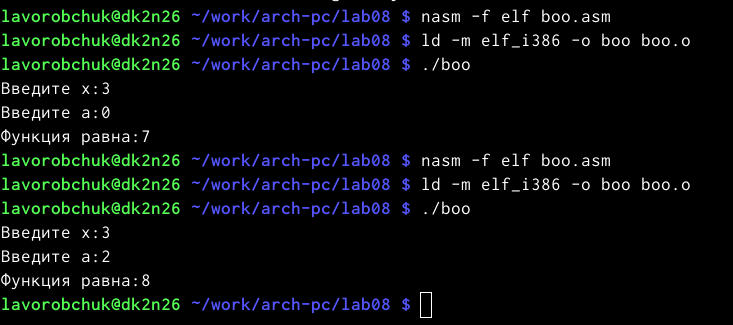 lavorobchuk@dk2n26 ~/work/arch-pc/lab08 $ nasm -f elf boo.asm
lavorobchuk@dk2n26 ~/work/arch-pc/lab08 $ ld -m elf_i386 -o boo boo.o
lavorobchuk@dk2n26 ~/work/arch-pc/lab08 $ ./boo
Введите x:3
Введите a:0
Функция равна:7
lavorobchuk@dk2n26 ~/work/arch-pc/lab08 $ nasm -f elf boo.asm
lavorobchuk@dk2n26 ~/work/arch-pc/lab08 $ ld -m elf_i386 -o boo boo.o
lavorobchuk@dk2n26 ~/work/arch-pc/lab08 $ ./boo
Введите x:3
Введите a:2
Функция равна:8
lavorobchuk@dk2n26 ~/work/arch-pc/lab08 $